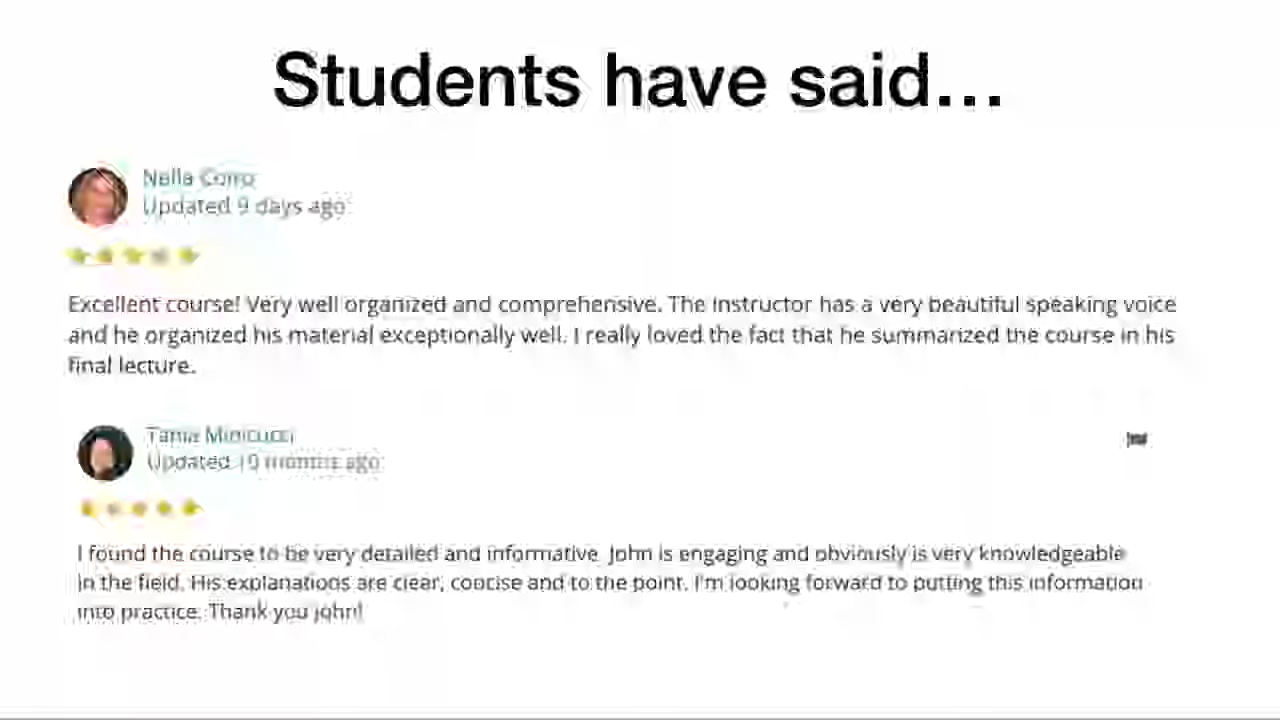 Students have said...
Nella
Updated 9 days ago
Excellent course! Very well organized and comprehensive. The instructor has a very beautiful speaking voice
and he organized his material exceptionally well. I really loved the fact that he summarized the course in his
final lecture.
Tania Minicucci
Updated 10 months ago
I found the course to be very detailed and informative. John is engaging and obviously is very knowledgeable
in the field. His explanations are clear, concise and to the point. I'm looking forward to putting this information
into practice. Thank you John!